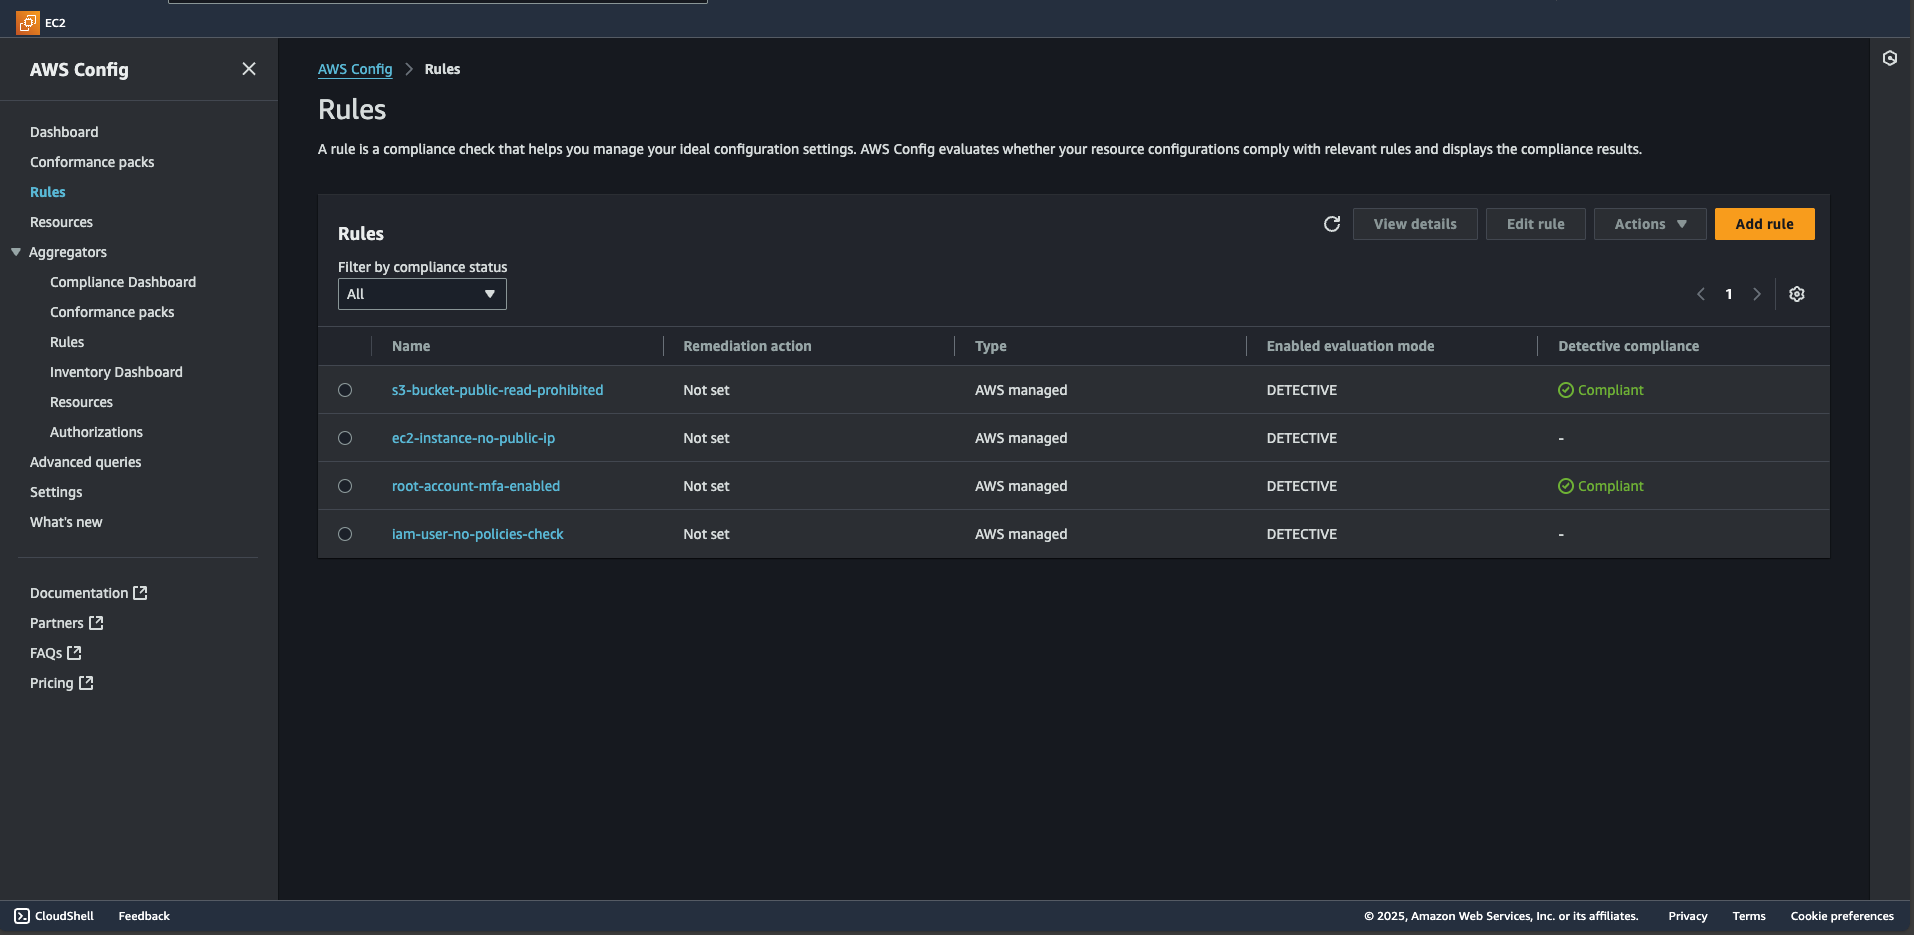 EC2
AWS Config
Dashboard
Conformance packs
Rules
Resources
Aggregators
Compliance Dashboard
Conformance packs
Rules
Inventory Dashboard
Resources
Authorizations
Advanced queries
Settings
What's new
Documentation
Partners
FAQs
Pricing
AWS Config > Rules
Rules
A rule is a compliance check that helps you manage your ideal configuration settings. AWS Config evaluates whether your resource configurations comply with relevant rules and displays the compliance results.
Rules
View details Edit rule Actions Add rule
Filter by compliance status
All
1
Name Remediation action Type Enabled evaluation mode Detective compliance
s3-bucket-public-read-prohibited Not set AWS managed DETECTIVE Compliant
ec2-instance-no-public-ip Not set AWS managed DETECTIVE -
root-account-mfa-enabled Not set AWS managed DETECTIVE Compliant
iam-user-no-policies-check Not set AWS managed DETECTIVE -
CloudShell Feedback © 2025, Amazon Web Services, Inc. or its affiliates. Privacy Terms Cookie preferences